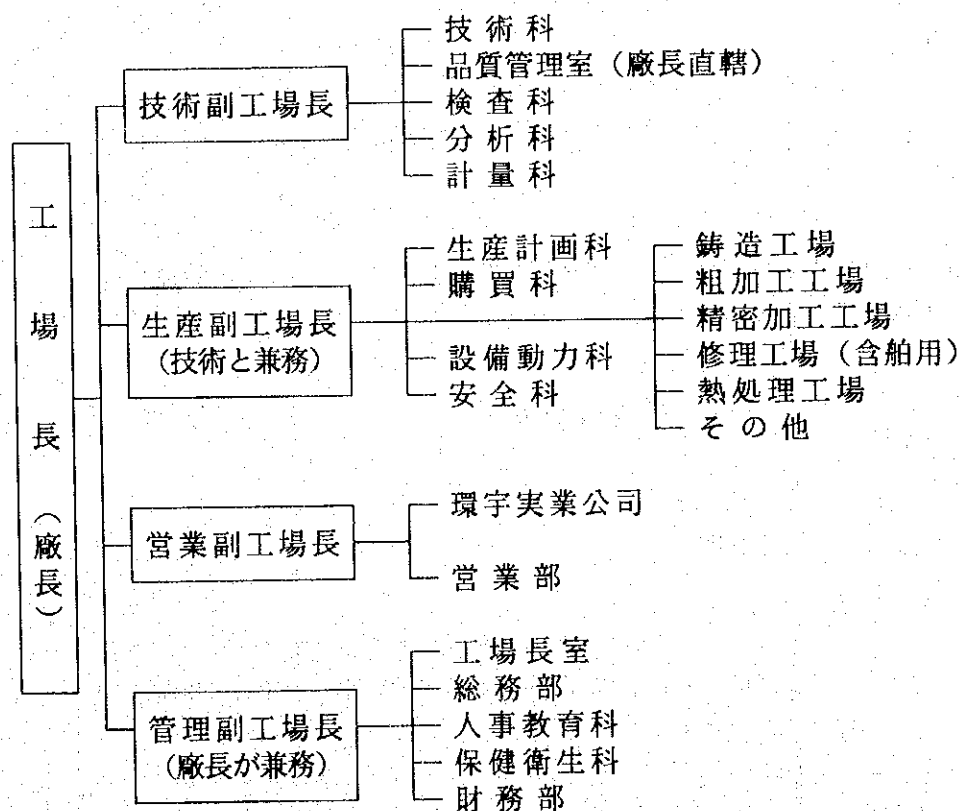 工場長（廠長）
技術副工場長
技術科
品質管理室（廠長直轄）
検査科
分析科
計量科
生産副工場長
(技術と兼務)
生産計画科
購買科
設備動力科
安全科
鋳造工場
粗加工工場
精密加工工場
修理工場（含舶用）
熱処理工場
その他
営業副工場長
環宇実業公司
営業部
管理副工場長
(廠長が兼務)
工場長室
総務部
人事教育科
保健衛生科
財務部